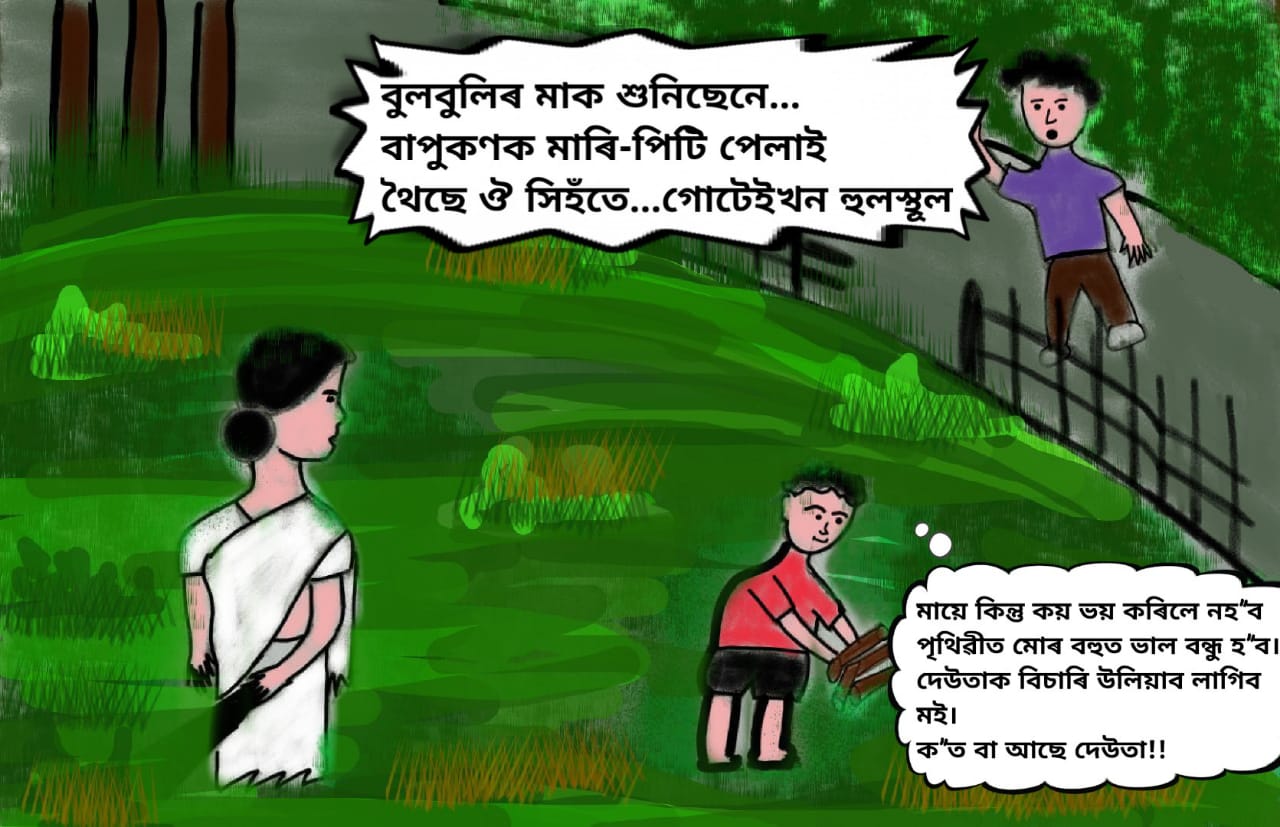 বুলবুলিৰ মাক শুনিছেনে...
বাপুকণক মাৰি-পিটি পেলাই
থৈছে ঔ সিহঁতে...গোটেইখন হুলস্থূল
মায়ে কিন্তু কয় ভয় কৰিলে নহ"ব
পৃথিৱীত মোৰ বহুত ভাল বন্ধু হ"ব।
দেউতাক বিচাৰি উলিয়াব লাগিব
মই।
ক"ত বা আছে দেউতা!!